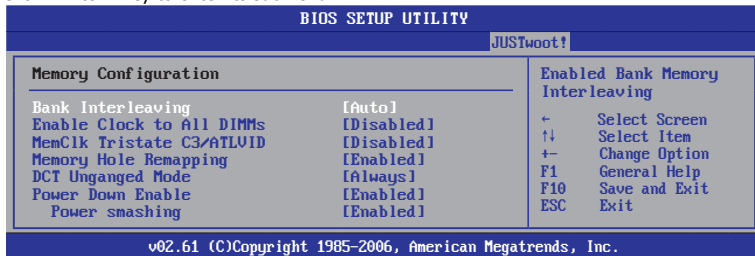 BIOS SETUP UTILITY
JUSTwoot!
Memory Configuration
Bank Interleaving [Auto]
Enable Clock to All DIMMs [Disabled]
MemClk Tristate C3/ATLVID [Disabled]
Memory Hole Remapping [Enabled]
DCT Unganged Mode [Always]
Power Down Enable [Enabled]
Power smashing [Enabled]
Enabled Bank Memory
Interleaving
← Select Screen
↑↓ Select Item
+- Change Option
F1 General Help
F10 Save and Exit
ESC Exit
v02.61 (C)Copyright 1985-2006, American Megatrends, Inc.